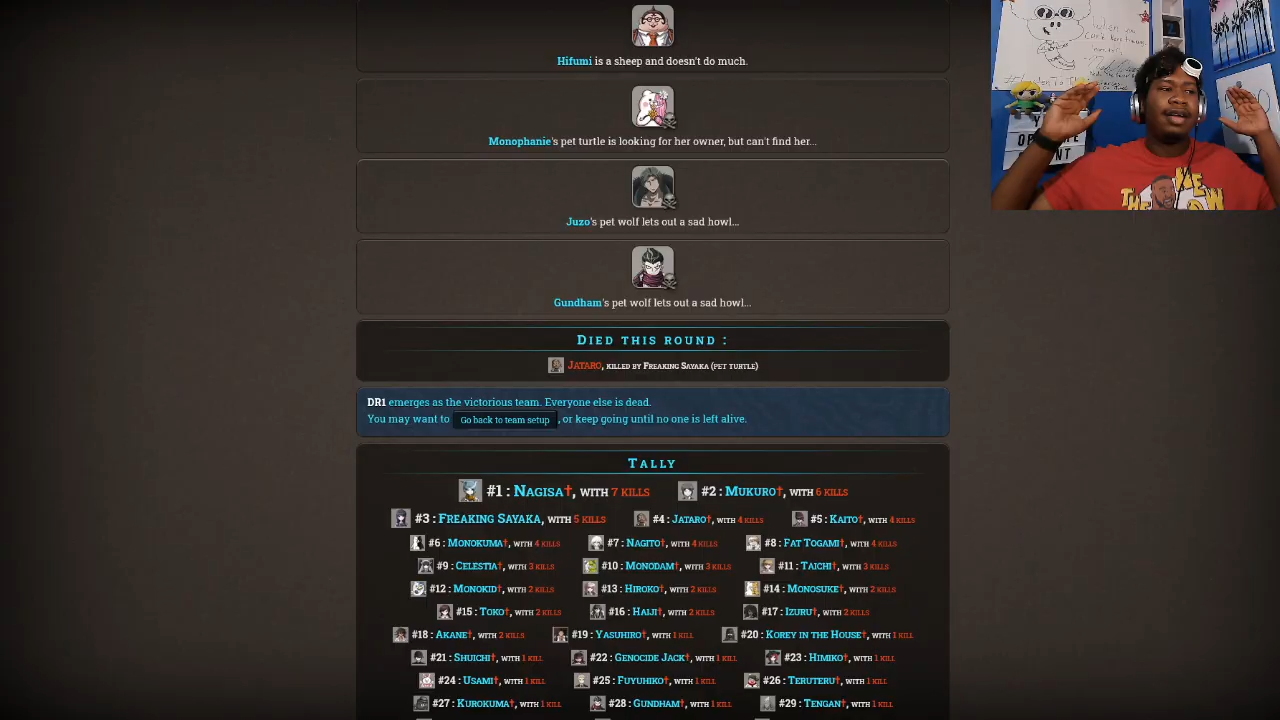 Hifumi is a sheep and doesn't do much.
Monophanie's pet turtle is looking for her owner, but can't find her...
Juzo's pet wolf lets out a sad howl...
Gundham's pet wolf lets out a sad howl...
Died this round :
Jataro, killed by Freaking Sayaka (pet turtle)
DR1 emerges as the victorious team. Everyone else is dead.
You may want to Go back to team setup, or keep going until no one is left alive.
Tally
#1 : Nagisa†, with 7 kills #2 : Mukuro†, with 6 kills
#3 : Freaking Sayaka, with 5 kills #4 : Jataro†, with 4 kills #5 : Kaito†, with 4 kills
#6 : Monokuma†, with 4 kills #7 : Nagito†, with 4 kills #8 : Fat Togami†, with 4 kills
#9 : Celestia†, with 3 kills #10 : Monodam†, with 3 kills #11 : Taichi†, with 3 kills
#12 : Monokid†, with 2 kills #13 : Hiroko†, with 2 kills #14 : Monosuke†, with 2 kills
#15 : Toko†, with 2 kills #16 : Haiji†, with 2 kills #17 : Izuru†, with 2 kills
#18 : Akane†, with 2 kills #19 : Yasuhiro†, with 1 kill #20 : Korey in the House†, with 1 kill
#21 : Shuichi†, with 1 kill #22 : Genocide Jack†, with 1 kill #23 : Himiko†, with 1 kill
#24 : Usami†, with 1 kill #25 : Fuyuhiko†, with 1 kill #26 : Teruteru†, with 1 kill
#27 : Kurokuma†, with 1 kill #28 : Gundham†, with 1 kill #29 : Tengan†, with 1 kill